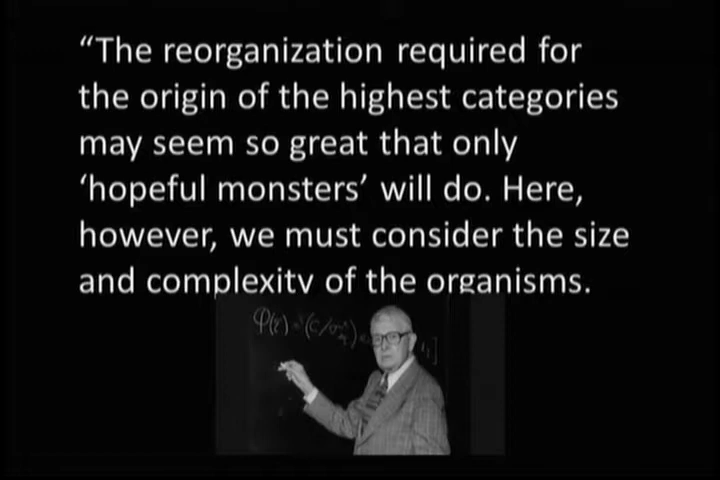 “The reorganization required for
the origin of the highest categories
may seem so great that only
‘hopeful monsters’ will do. Here,
however, we must consider the size
and complexity of the organisms.